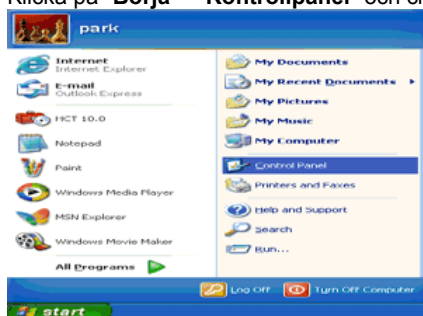 Klicka på "Börja" "Kontrollpanel" och
park
Internet
Internet Explorer
E-mail
Outlook Express
HCT 10.0
Notepad
Paint
Windows Media Player
MSN Explorer
Windows Movie Maker
All Programs
My Documents
My Recent Documents
My Pictures
My Music
My Computer
Control Panel
Printers and Faxes
Help and Support
Search
Run...
Log Off
Turn Off Computer
start